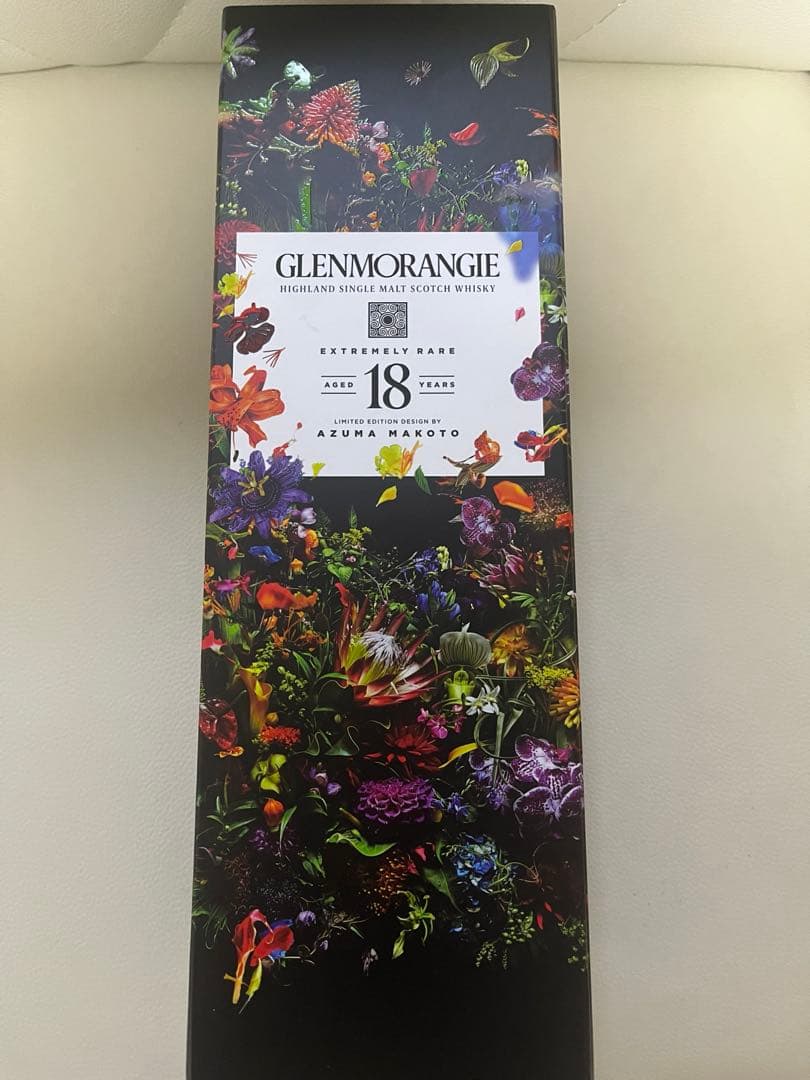 GLENMORANGIE
HIGHLAND SINGLE MALT SCOTCH WHISKY
EXTREMELY RARE
AGED 18 YEARS
LIMITED EDITION DESIGN BY
AZUMA MAKOTO